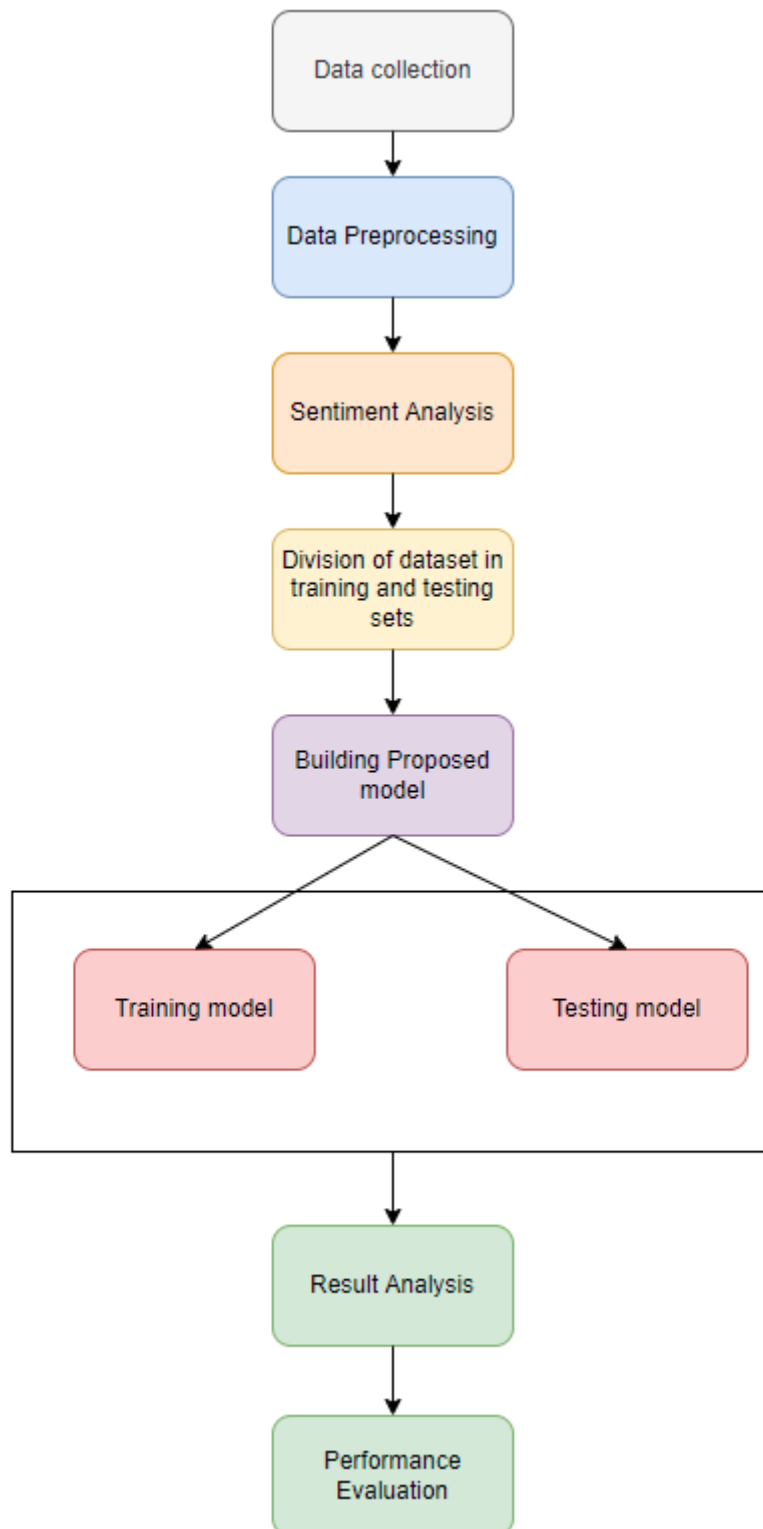 Data collection
Data Preprocessing
Sentiment Analysis
Division of dataset in
training and testing
sets
Building Proposed
model
Training model
Testing model
Result Analysis
Performance
Evaluation